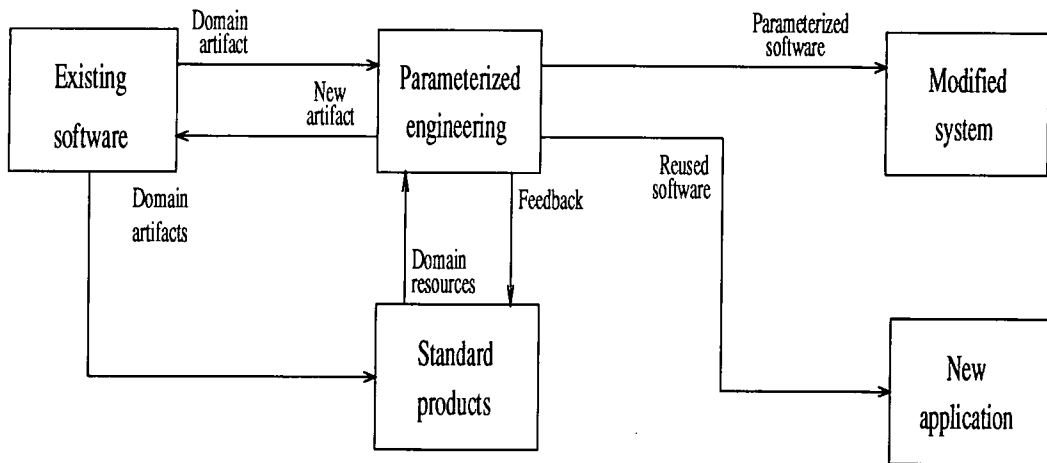 Domain
artifact
Parameterized
software
Existing
software
New
artifact
Parameterized
engineering
Modified
system
Reused
software
Domain
artifacts
Feedback
Domain
resources
Standard
products
New
application